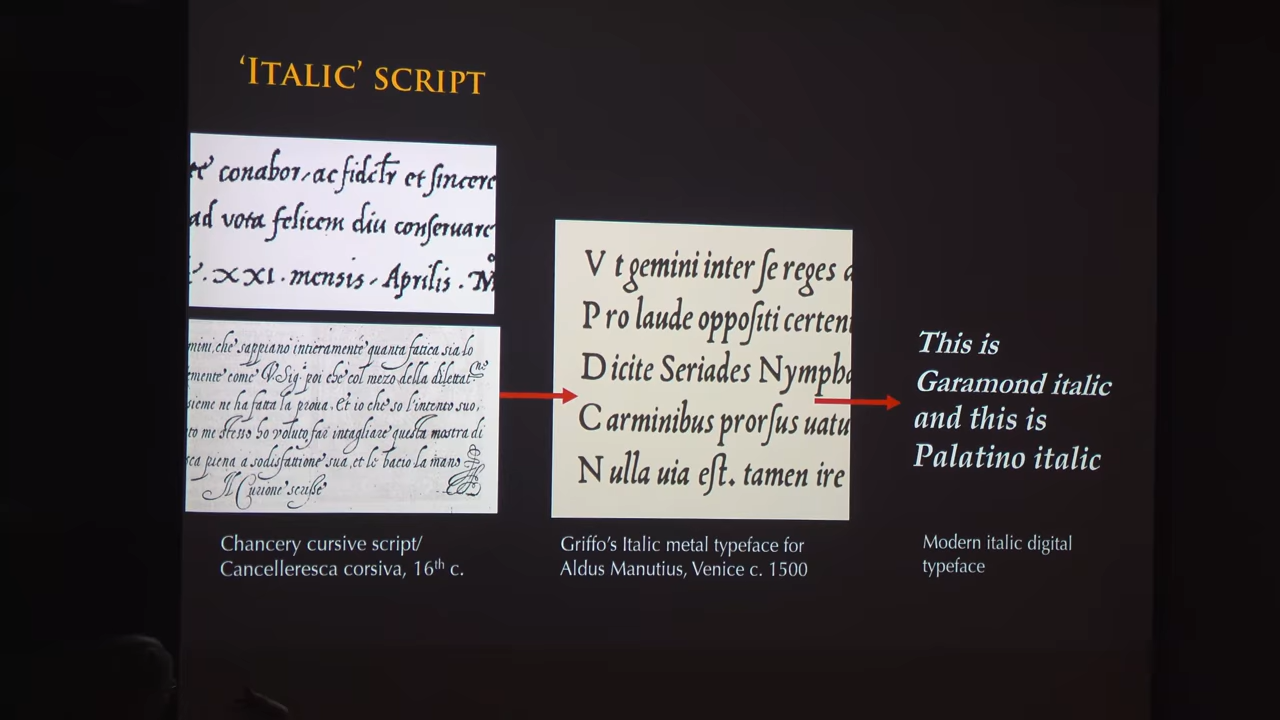 ‘ITALIC’ SCRIPT
conabor, ac fidelr et ſincere
ad vota felicem diu conſeruare
.XXI. mensis, Aprilis. M
mini, che sappiano intieramente quanta fatica sia lo
mente come V. Sig. poi che col mezo della dilettat.ne
sieme ne ha fatta la proua. Et io che so l'intento suo,
to me stesso ho voluto far intagliare questa mostra di
sca piena a sodisfattione sua, et le bacio la mano
Il Curione scriſſe
V t gemini inter ſe reges a
P ro laude oppoſiti certent
D icite Seriades Nympha
C arminibus prorſus uatu
N ulla uia eſt. tamen ire
This is
Garamond italic
and this is
Palatino italic
Chancery cursive script/
Cancelleresca corsiva, 16th c.
Griffo’s Italic metal typeface for
Aldus Manutius, Venice c. 1500
Modern italic digital
typeface